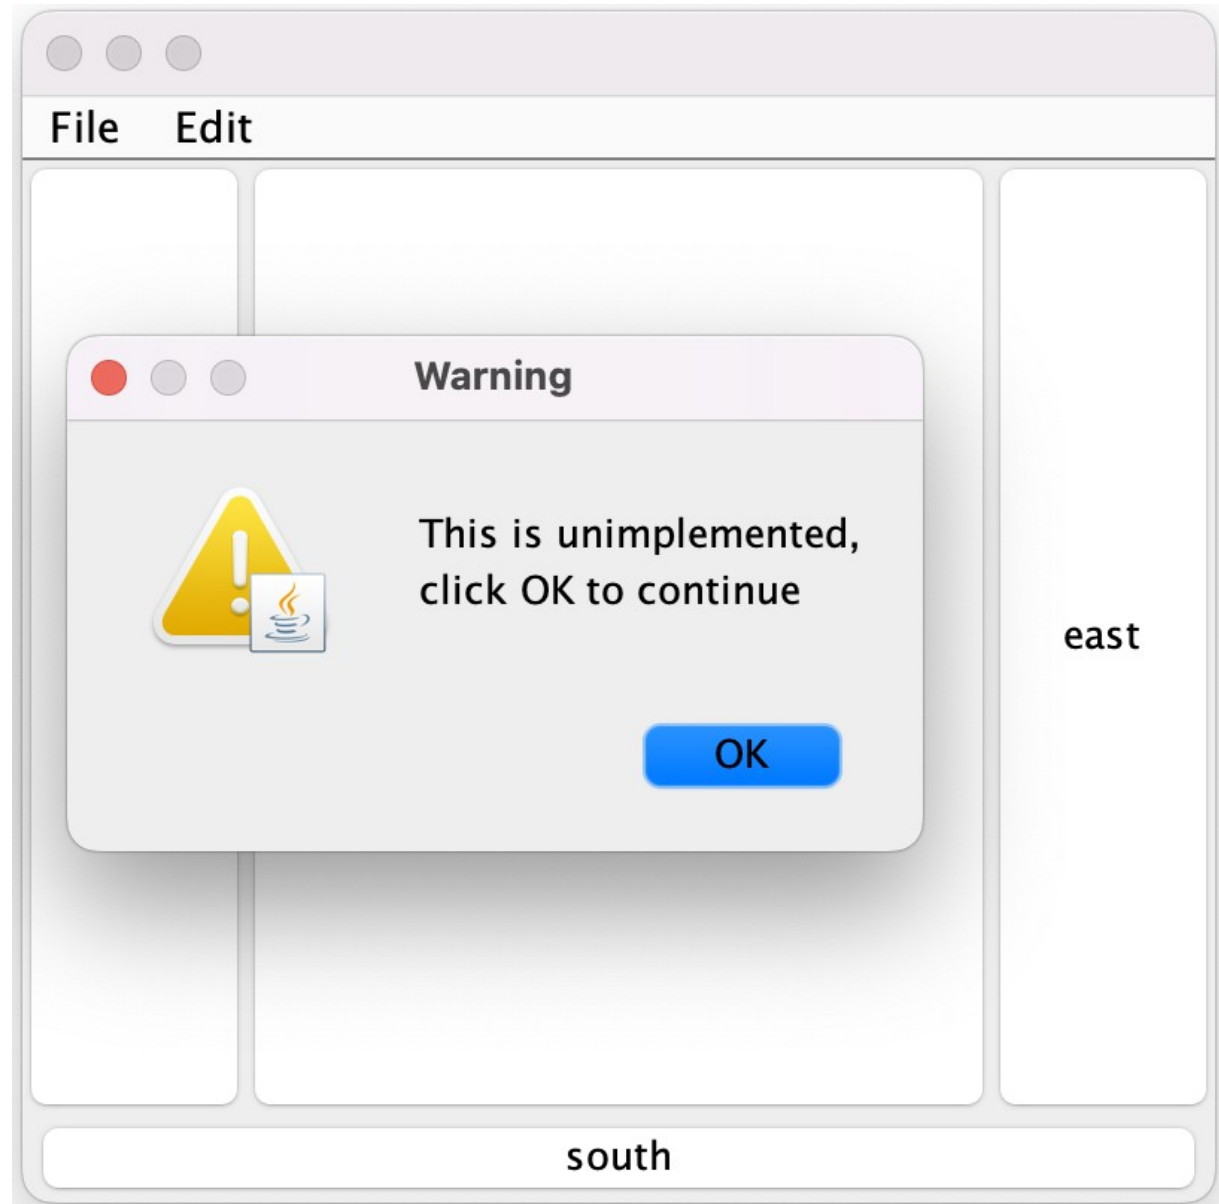 File Edit
Warning
This is unimplemented,
click OK to continue
OK
east
south